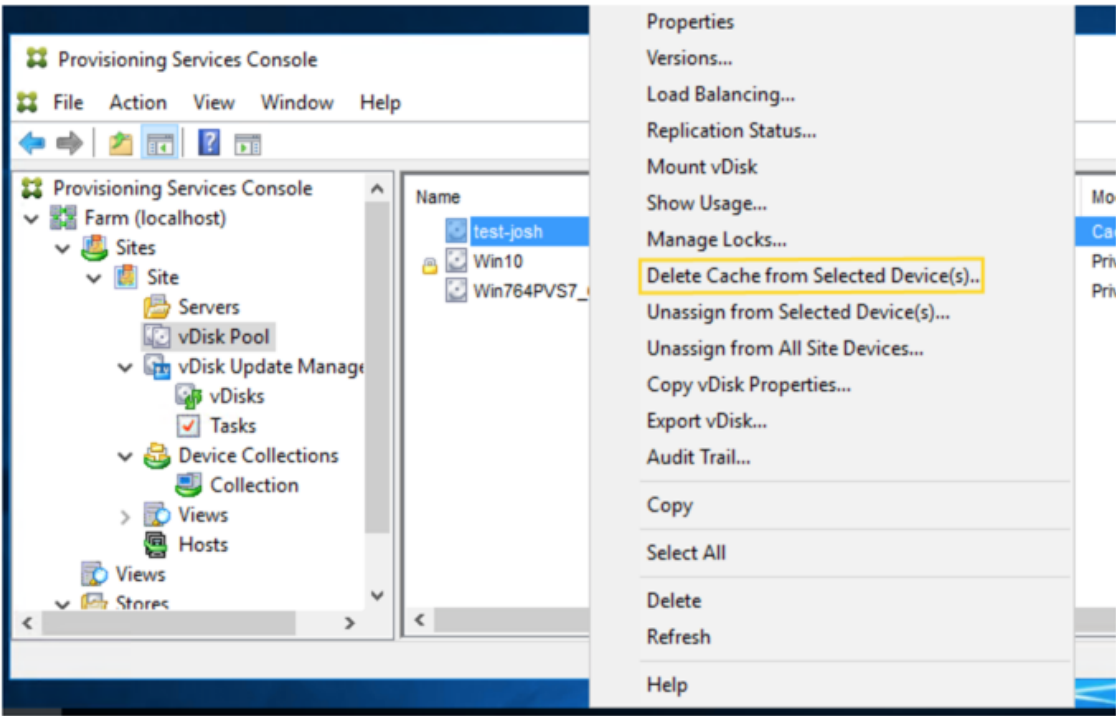 Provisioning Services Console
File Action View Window Help
Provisioning Services Console
Farm (localhost)
Sites
Site
Servers
vDisk Pool
vDisk Update Manage
vDisks
Tasks
Device Collections
Collection
Views
Hosts
Views
Stores
Name
test-josh
Win10
Win764PVS7_
Properties
Versions...
Load Balancing...
Replication Status...
Mount vDisk
Show Usage...
Manage Locks...
Delete Cache from Selected Device(s)..
Unassign from Selected Device(s)...
Unassign from All Site Devices...
Copy vDisk Properties...
Export vDisk...
Audit Trail...
Copy
Select All
Delete
Refresh
Help
Mo
Ca
Pri
Pri